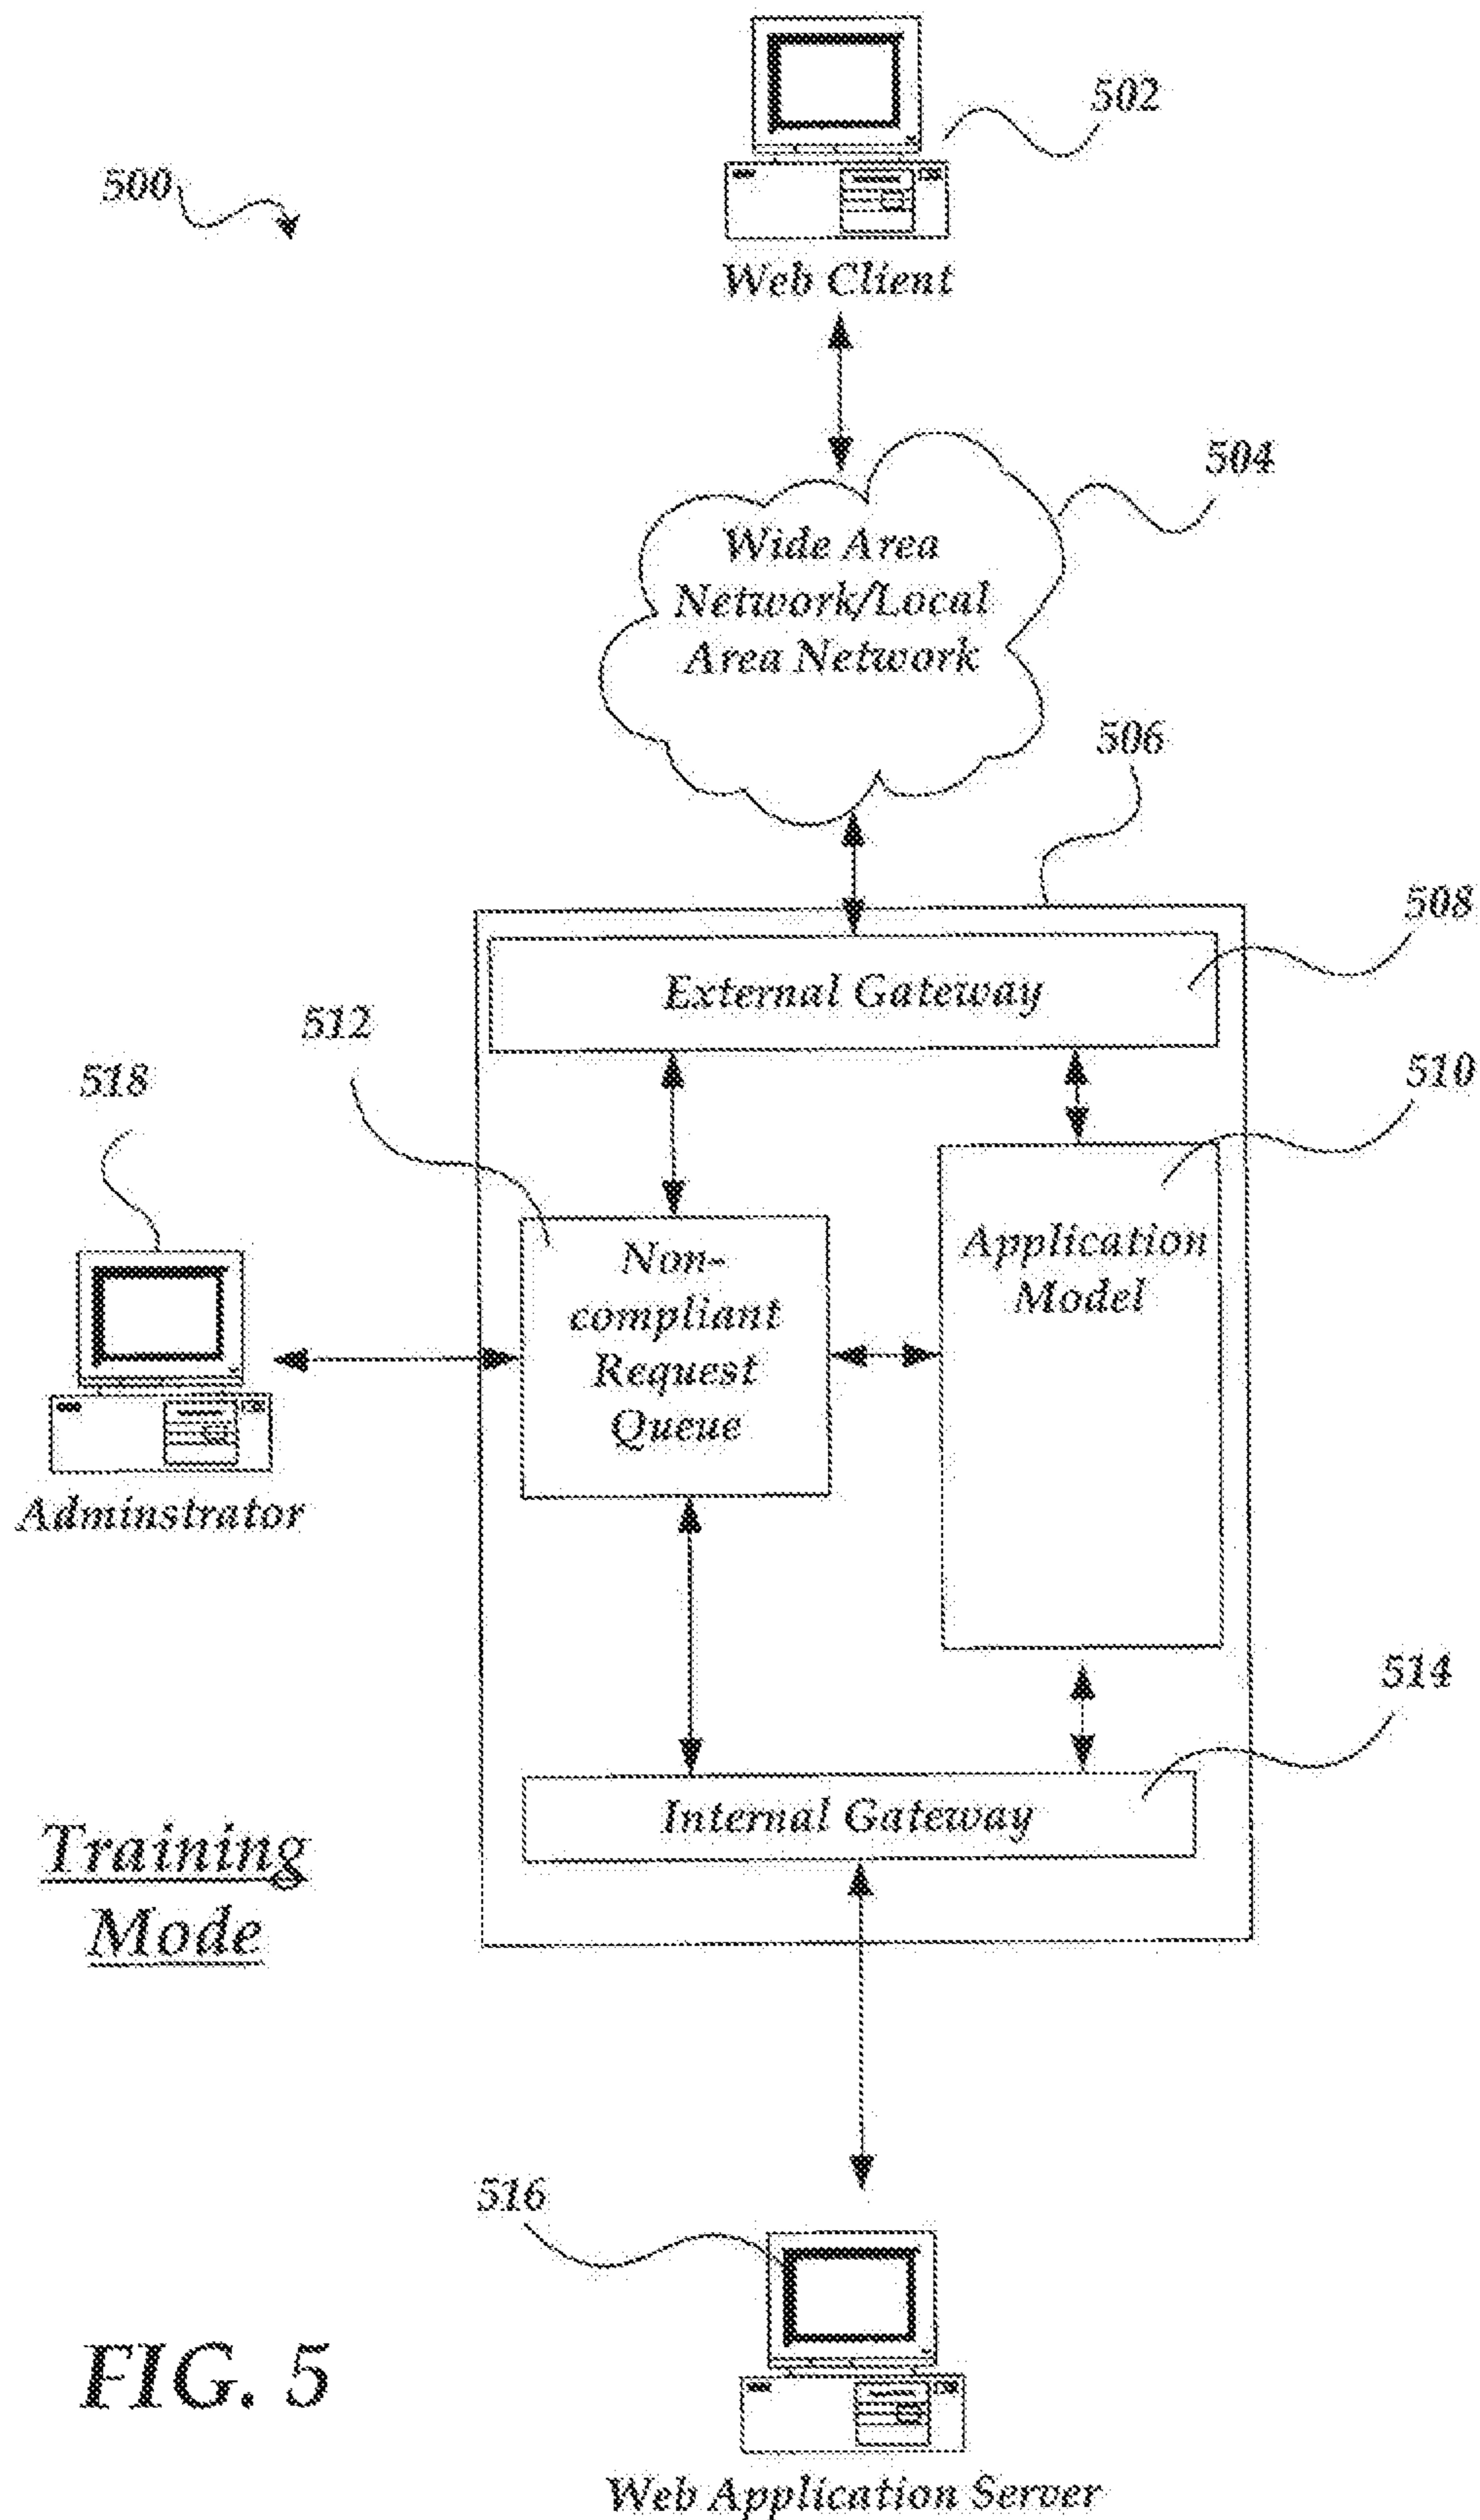 502
500
Web Client
504
Wide Area
Network/Local
Area Network
506
508
External Gateway
512
518
510
Non-
compliant
Request
Queue
Application
Model
Adminstrator
514
Internal Gateway
Training
Mode
516
FIG. 5
Web Application Server